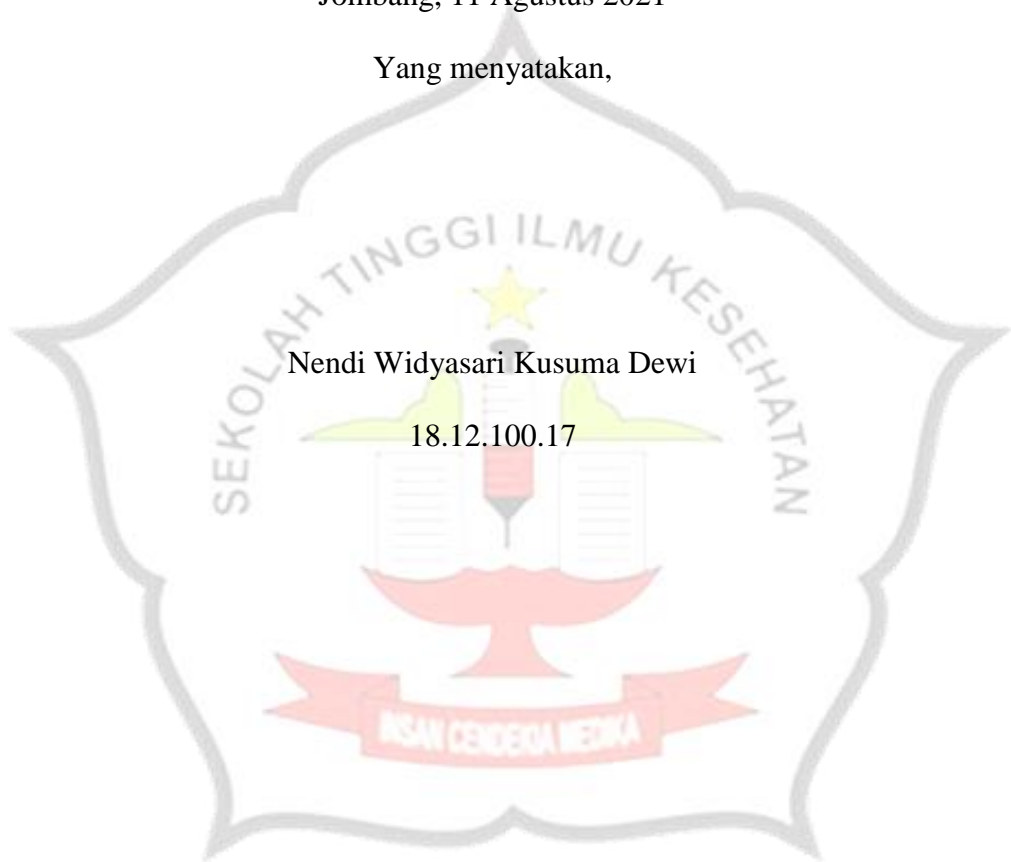 Jombang, 11 Agustus 2021
Yang menyatakan,
SEKOLAH TINGGI ILMU KESEHATAN
Nendi Widyasari Kusuma Dewi
18.12.100.17
INSAN CENDEKIA MEDIKA